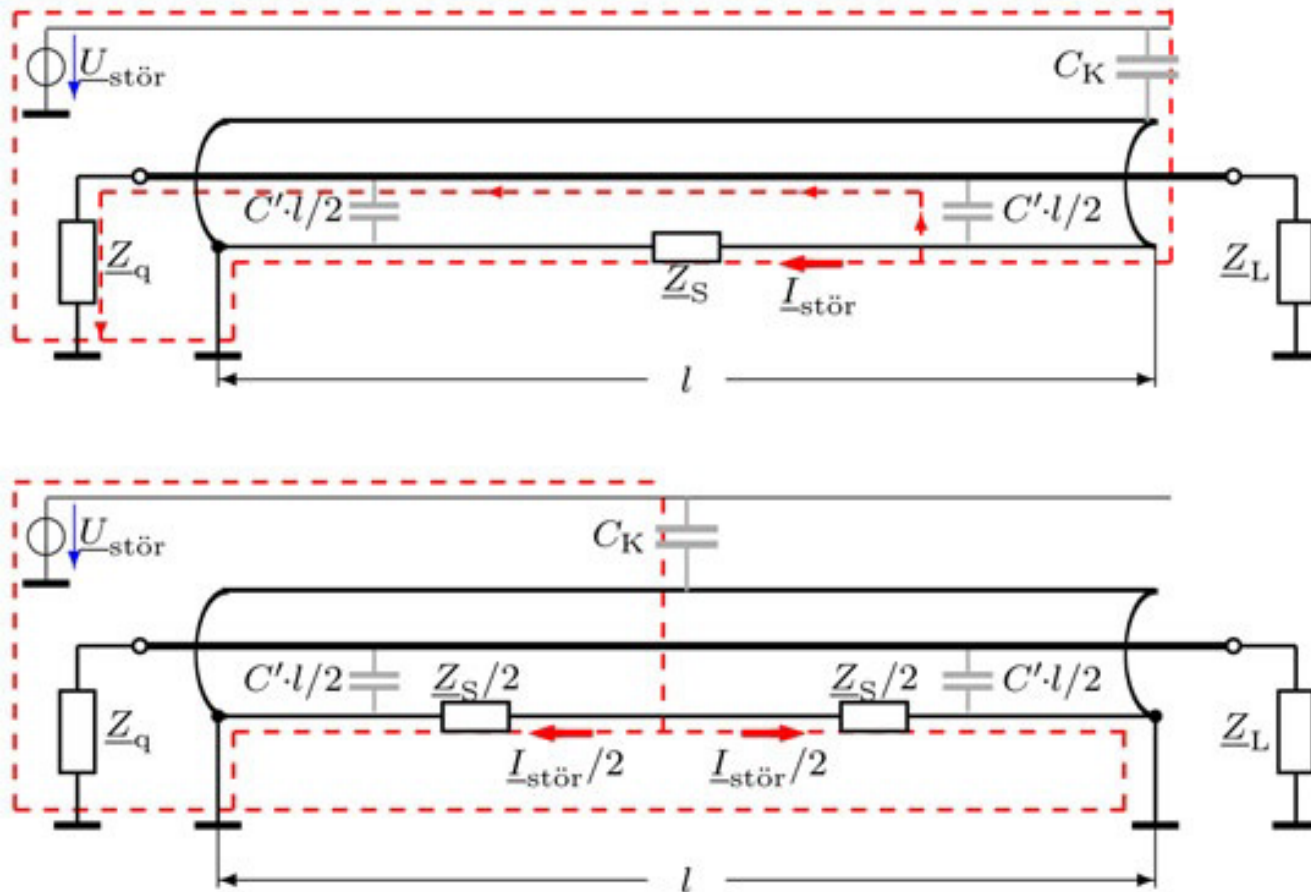 U_stör
C_K
C'·l/2
C'·l/2
Z_q
Z_S
I_stör
Z_L
l
U_stör
C_K
C'·l/2
Z_S/2
Z_S/2
C'·l/2
Z_q
I_stör/2
I_stör/2
Z_L
l